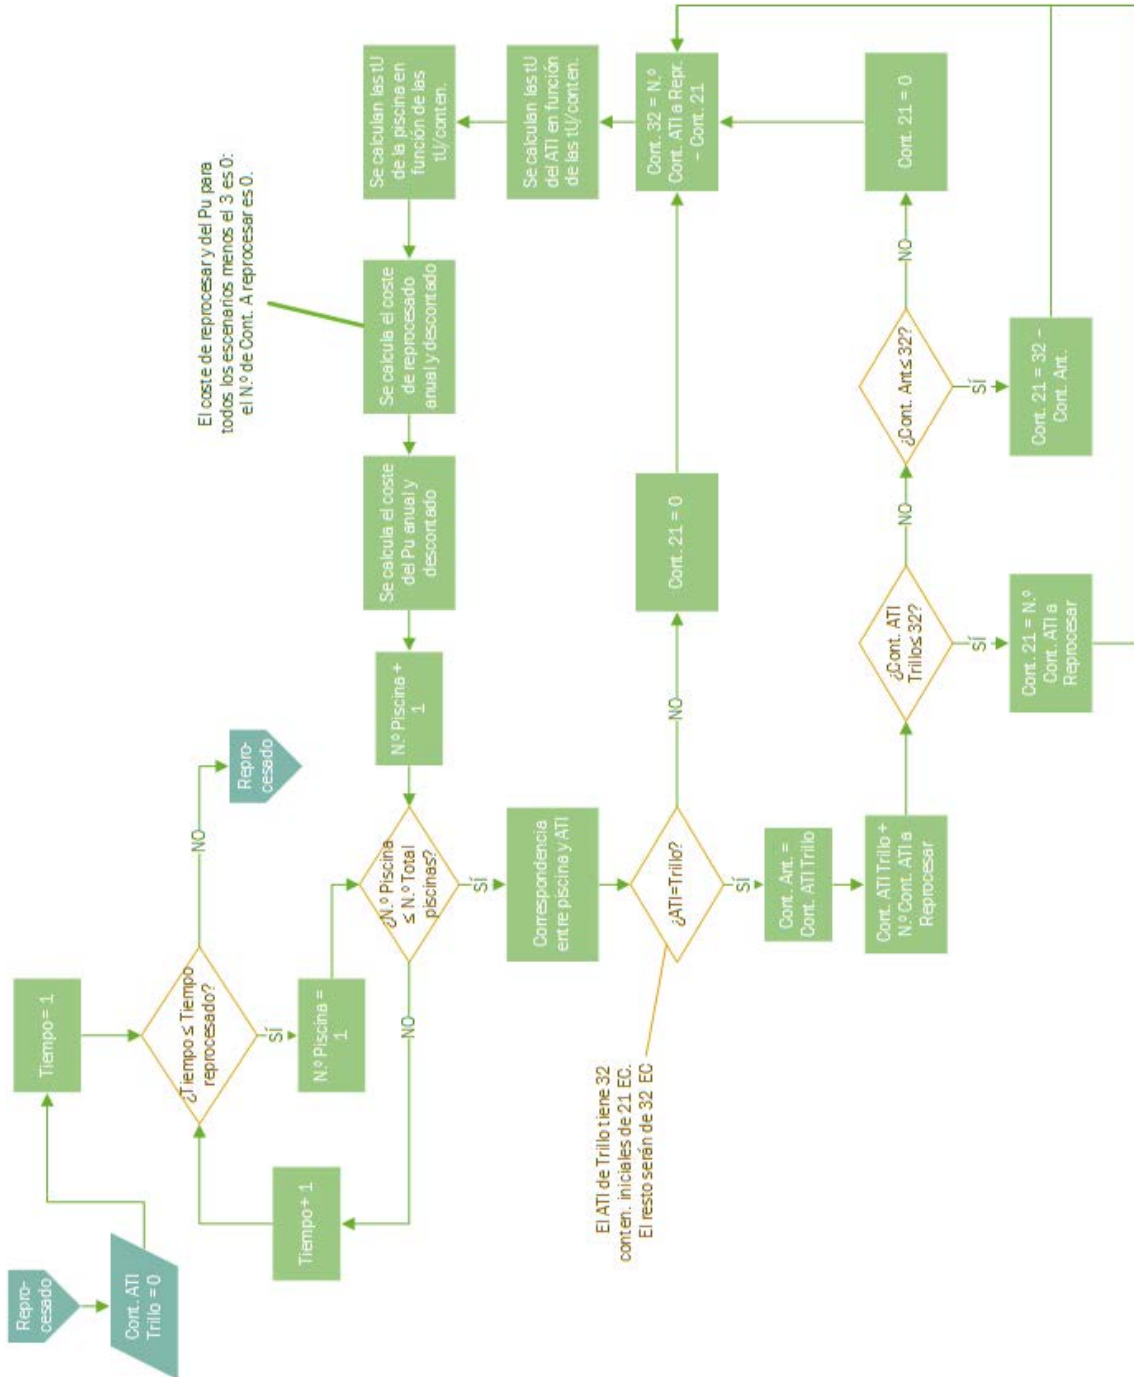 Repro-
cesado
Cont. ATI
Trillo = 0
Tiempo = 1
¿Tiempo ≤ Tiempo
reprocesado?
NO
Repro-
cesado
SÍ
N.º Piscina =
1
Tiempo + 1
NO
¿N.º Piscina
≤ N.º Total
piscinas?
N.º Piscina +
1
Se calcula el coste
del Pu anual y
descontado
Se calcula el coste
de reprocesado
anual y descontado
Se calculan las tU
de la piscina en
función de las
tU/conten.
El coste de reprocesar y del Pu para
todos los escenarios menos el 3 es 0:
el N.º de Cont. A reprocesar es 0.
SÍ
Correspondencia
entre piscina y ATI
Se calculan las tU
del ATI en función
de las tU/conten.
El ATI de Trillo tiene 32
conten. iniciales de 21 EC.
El resto serán de 32 EC
¿ATI=Trillo?
NO
Cont. 21 = 0
Cont. 32 = N.º
Cont. ATI a Repr.
– Cont. 21
SÍ
Cont. Ant. =
Cont. ATI Trillo
Cont. ATI Trillo +
N.º Cont. ATI a
Reprocesar
¿Cont. ATI
Trillo≤ 32?
NO
¿Cont. Ant≤ 32?
NO
Cont. 21 = 0
SÍ
Cont. 21 = N.º
Cont. ATI a
Reprocesar
SÍ
Cont. 21 = 32 –
Cont. Ant.